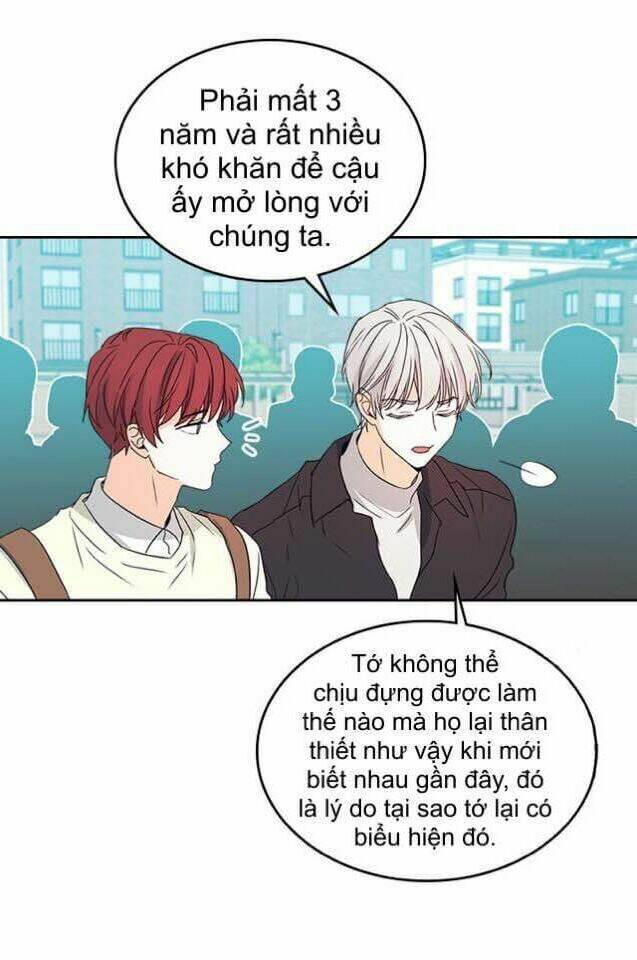 Phải mất 3
năm và rất nhiều
khó khăn để cậu
ấy mở lòng với
chúng ta.
Tớ không thể
chịu đựng được làm
thế nào mà họ lại thân
thiết như vậy khi mới
biết nhau gần đây, đó
là lý do tại sao tớ lại có
biểu hiện đó.